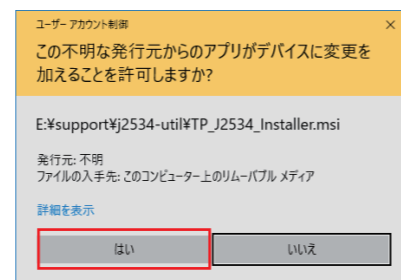 ユーザー アカウント制御
×
この不明な発行元からのアプリがデバイスに変更を
加えることを許可しますか?
E:¥support¥j2534-util¥TP_J2534_Installer.msi
発行元: 不明
ファイルの入手先: このコンピューター上のリムーバブル メディア
詳細を表示
はい
いいえ